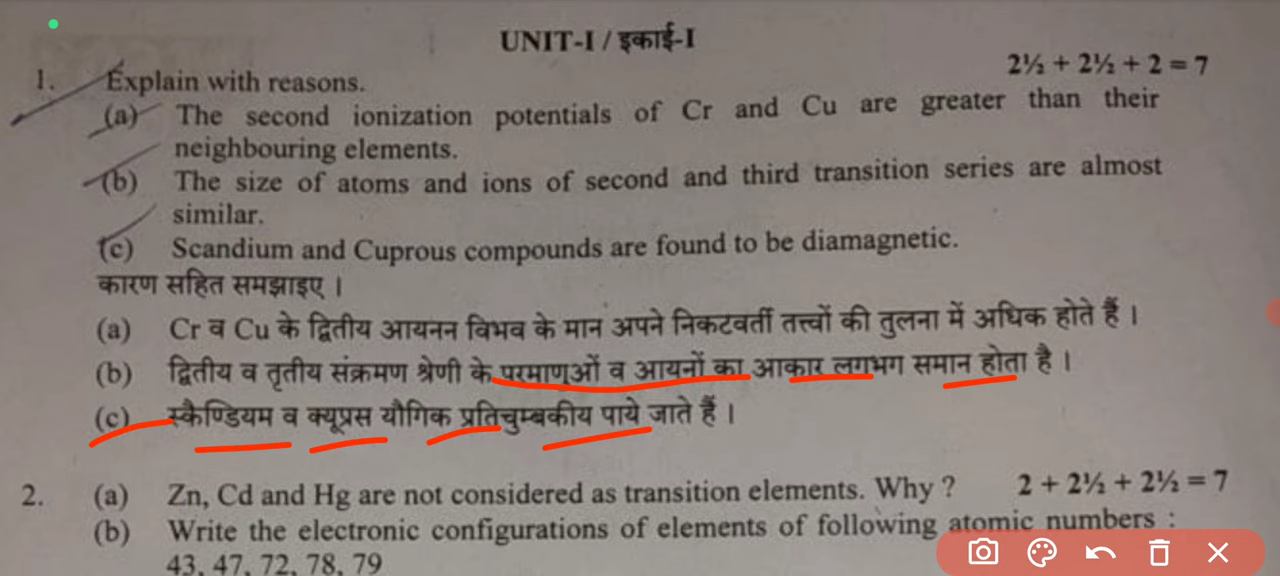 UNIT-I / इकाई-I
2½ + 2½ + 2 = 7
1. Explain with reasons.
(a) The second ionization potentials of Cr and Cu are greater than their
neighbouring elements.
(b) The size of atoms and ions of second and third transition series are almost
similar.
(c) Scandium and Cuprous compounds are found to be diamagnetic.
कारण सहित समझाइए ।
(a) Cr व Cu के द्वितीय आयनन विभव के मान अपने निकटवर्ती तत्त्वों की तुलना में अधिक होते हैं ।
(b) द्वितीय व तृतीय संक्रमण श्रेणी के परमाणुओं व आयनों का आकार लगभग समान होता है ।
(c) स्कैण्डियम व क्यूप्रस यौगिक प्रतिचुम्बकीय पाये जाते हैं ।
2. (a) Zn, Cd and Hg are not considered as transition elements. Why ? 2 + 2½ + 2½ = 7
(b) Write the electronic configurations of elements of following atomic numbers :
43, 47, 72, 78, 79